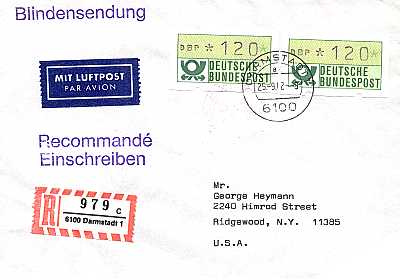 Blindensendung
DBP * 120
DEUTSCHE
BUNDESPOST
DBP * 120
DEUTSCHE
BUNDESPOST
MIT LUFTPOST
PAR AVION
6100
Recommandé
Einschreiben
R
979 c
6100 Darmstadt 1
Mr.
George Heymann
2240 Himrod Street
Ridgewood, N.Y. 11385
U.S.A.